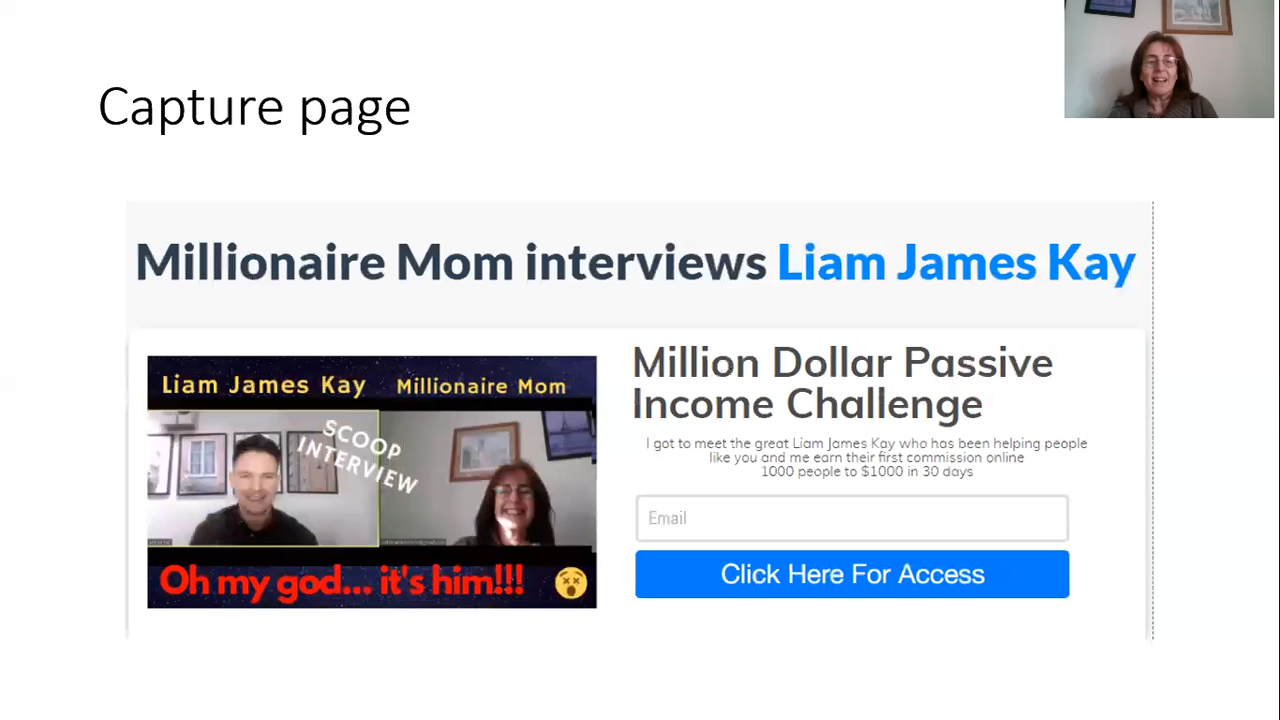 Capture page
Millionaire Mom interviews Liam James Kay
Liam James Kay Millionaire Mom
SCOOP
INTERVIEW
Oh my god... it's him!!!
Million Dollar Passive
Income Challenge
I got to meet the great Liam James Kay who has been helping people
like you and me earn their first commission online
1000 people to $1000 in 30 days
Email
Click Here For Access